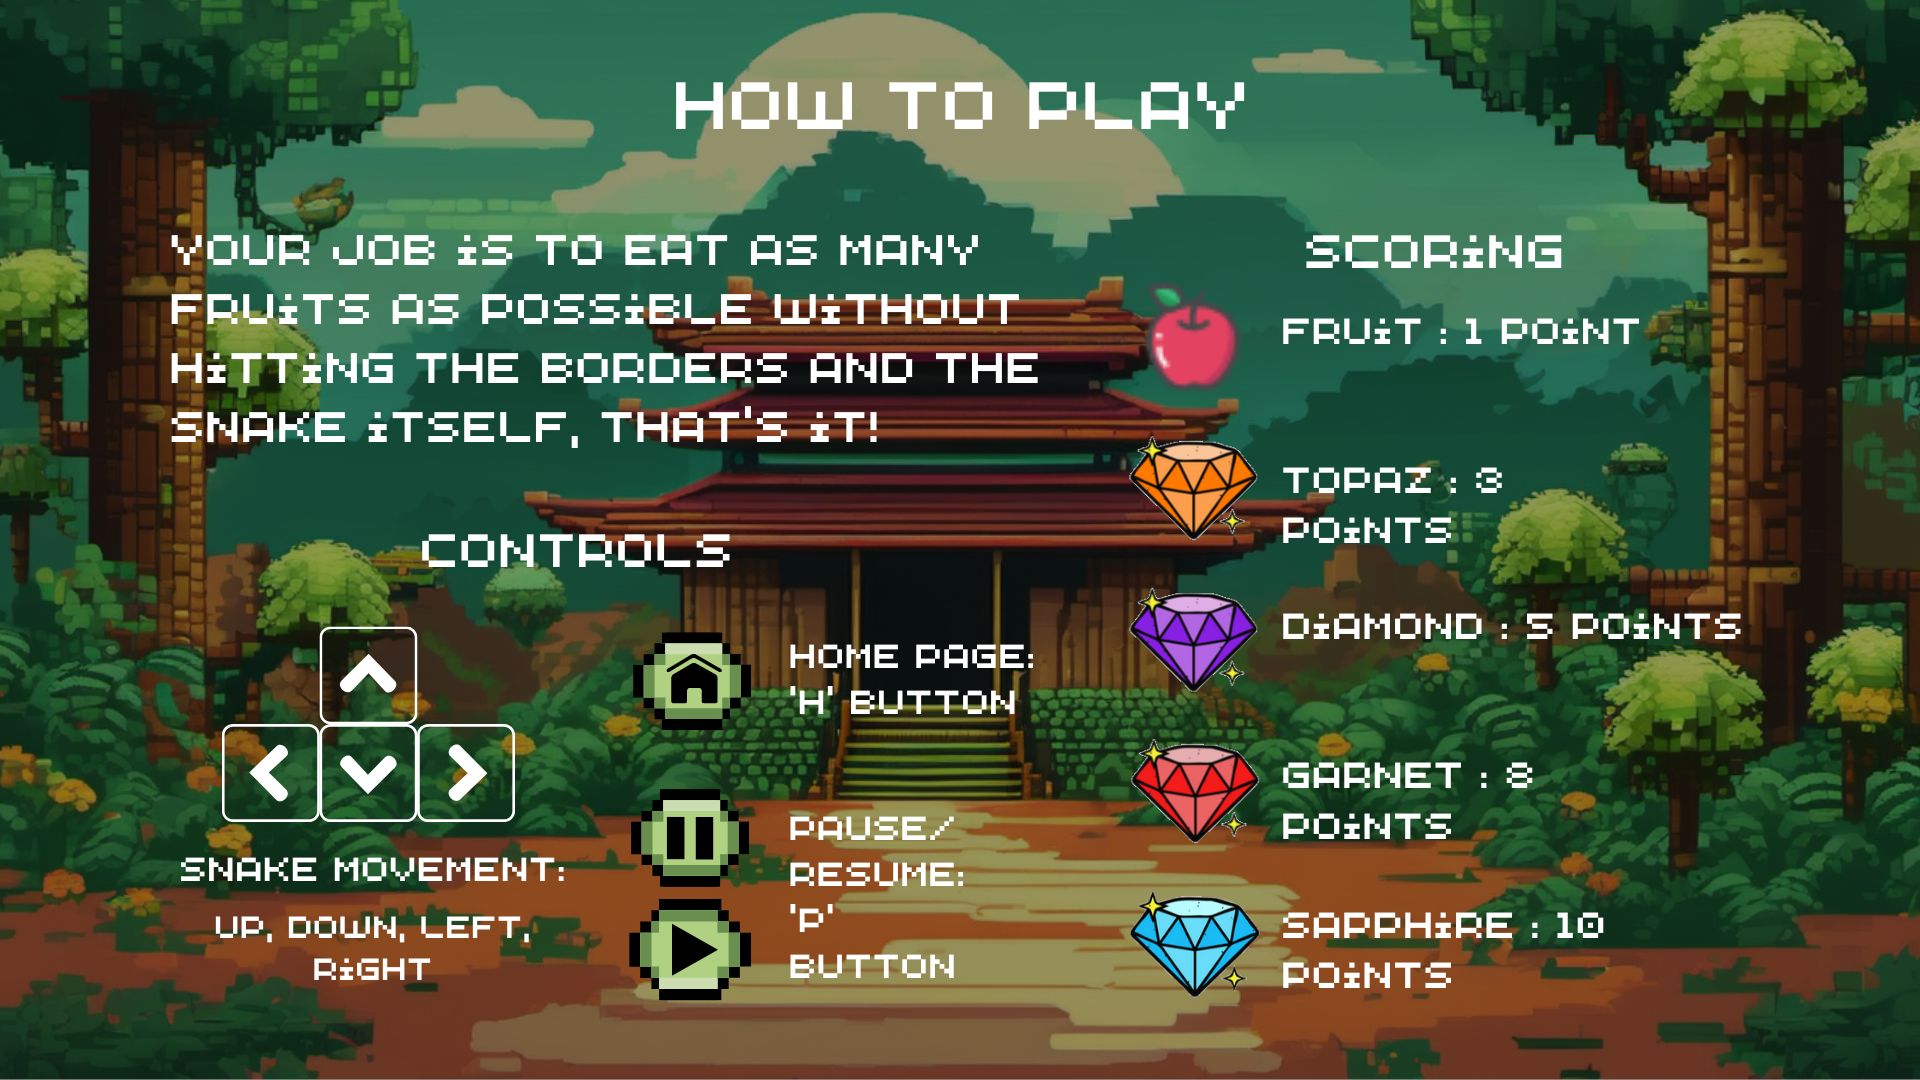 HOW TO PLAY
YOUR JOB iS TO EAT AS MANY
FRUiTS AS POSSiBLE WiTHOUT
HiTTiNG THE BORDERS AND THE
SNAKE iTSELF, THAT'S iT!
CONTROLS
SNAKE MOVEMENT:
UP, DOWN, LEFT,
RiGHT
HOME PAGE:
'H' BUTTON
PAUSE/
RESUME:
'P'
BUTTON
SCORiNG
FRUiT : 1 POiNT
TOPAZ : 3
POiNTS
DiAMOND : 5 POiNTS
GARNET : 8
POiNTS
SAPPHiRE : 10
POiNTS